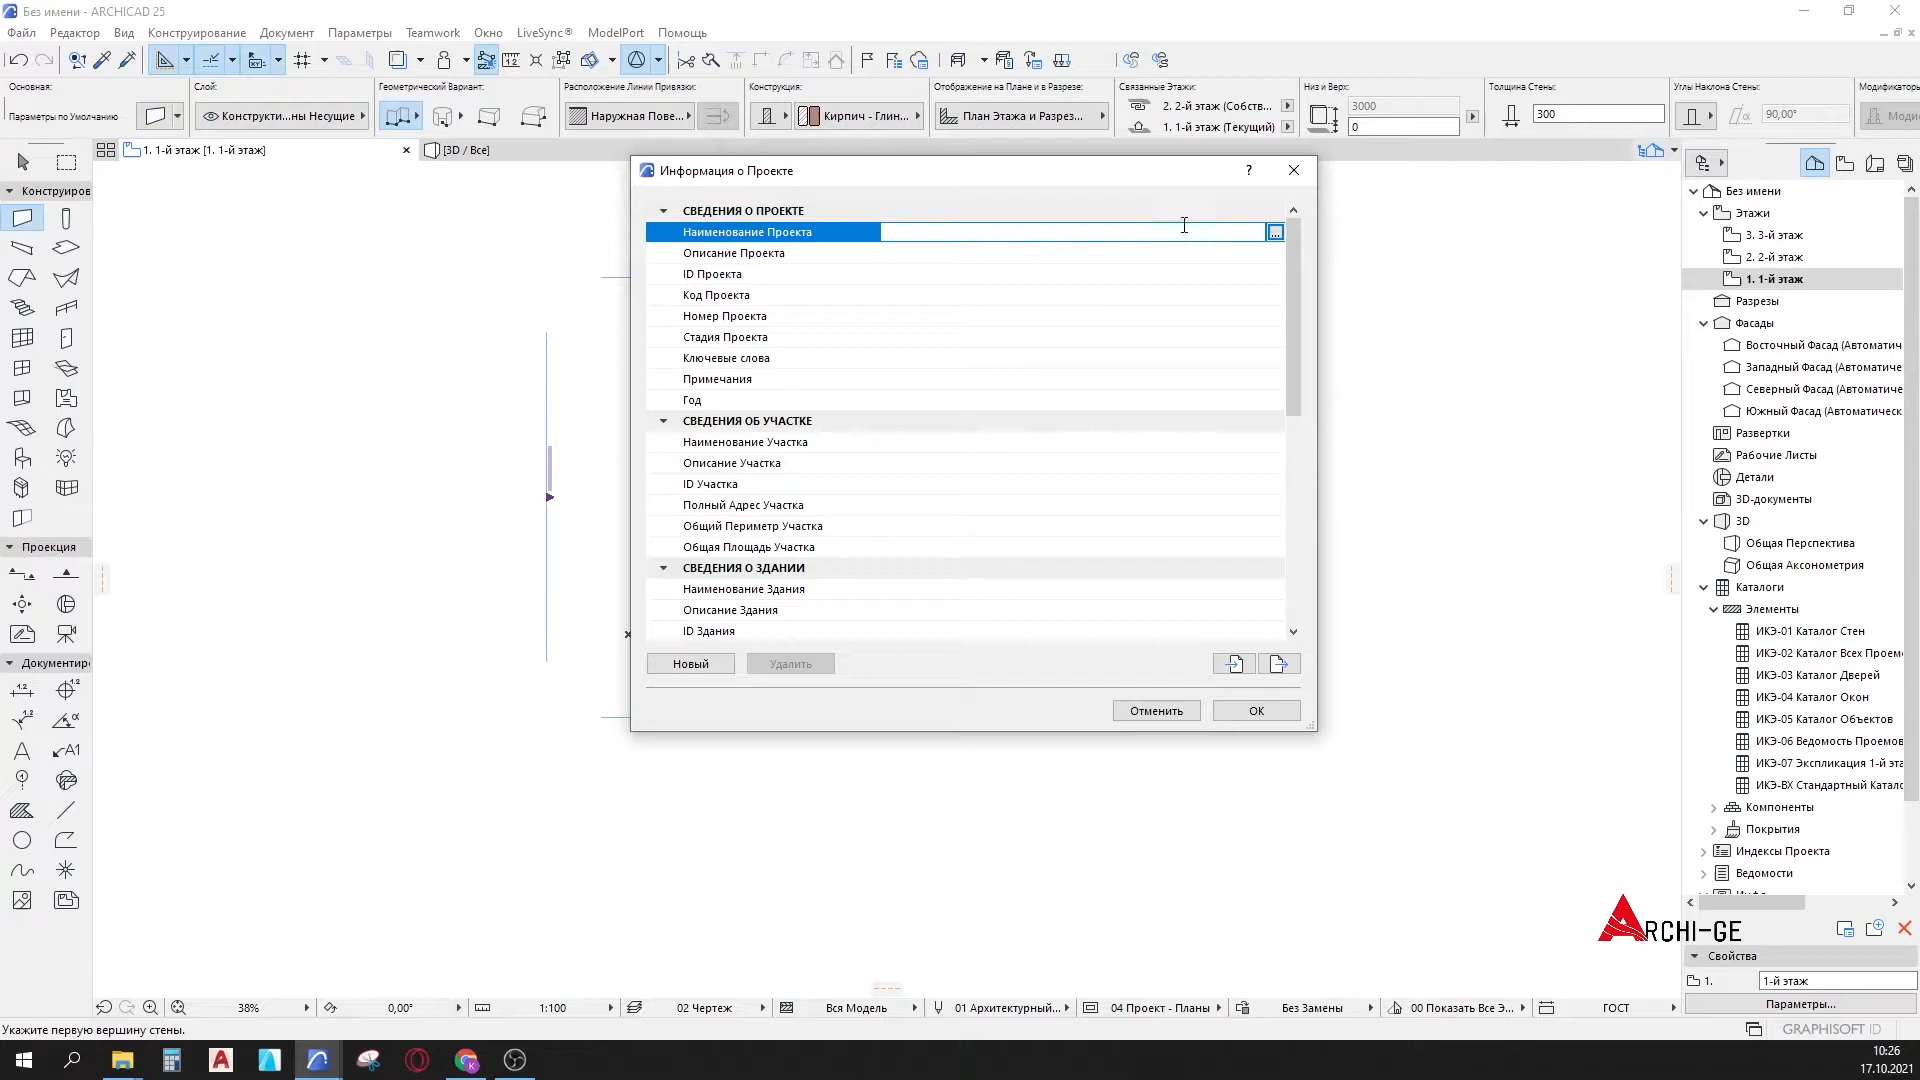 Без имени - ARCHICAD 25
Файл Редактор Вид Конструирование Документ Параметры Teamwork Окно LiveSync® ModelPort Помощь
Основная: Слой: Геометрический Вариант: Расположение Линии Привязки: Конструкция: Отображение на Плане и в Разрезе: Связанные Этажи: Низ и Верх: Толщина Стены: Углы Наклона Стены: Модификаторы
Параметры по Умолчанию
Конструкти...ны Несущие
Наружная Пове...
Кирпич - Глин...
План Этажа и Разрез...
2. 2-й этаж (Собств...
1. 1-й этаж (Текущий)
3000
0
300
90,00°
Моди
1. 1-й этаж [1. 1-й этаж]
[3D / Все]
Конструиров
Проекция
Документир
Информация о Проекте
?
СВЕДЕНИЯ О ПРОЕКТЕ
Наименование Проекта
...
Описание Проекта
ID Проекта
Код Проекта
Номер Проекта
Стадия Проекта
Ключевые слова
Примечания
Год
СВЕДЕНИЯ ОБ УЧАСТКЕ
Наименование Участка
Описание Участка
ID Участка
Полный Адрес Участка
Общий Периметр Участка
Общая Площадь Участка
СВЕДЕНИЯ О ЗДАНИИ
Наименование Здания
Описание Здания
ID Здания
Новый
Удалить
Отменить
OK
Без имени
Этажи
3. 3-й этаж
2. 2-й этаж
1. 1-й этаж
Разрезы
Фасады
Восточный Фасад (Автоматич
Западный Фасад (Автоматиче
Северный Фасад (Автоматиче
Южный Фасад (Автоматическ
Развертки
Рабочие Листы
Детали
3D-документы
3D
Общая Перспектива
Общая Аксонометрия
Каталоги
Элементы
ИКЭ-01 Каталог Стен
ИКЭ-02 Каталог Всех Проем
ИКЭ-03 Каталог Дверей
ИКЭ-04 Каталог Окон
ИКЭ-05 Каталог Объектов
ИКЭ-06 Ведомость Проемов
ИКЭ-07 Экспликация 1-й эта
ИКЭ-ВХ Стандартный Катало
Компоненты
Покрытия
Индексы Проекта
Ведомости
ARCHI-GE
Свойства
1.
1-й этаж
Параметры...
38%
0,00°
1:100
02 Чертеж
Вся Модель
01 Архитектурный...
04 Проект - Планы
Без Замены
00 Показать Все Э...
ГОСТ
Укажите первую вершину стены.
GRAPHISOFT ID
10:26
17.10.2021